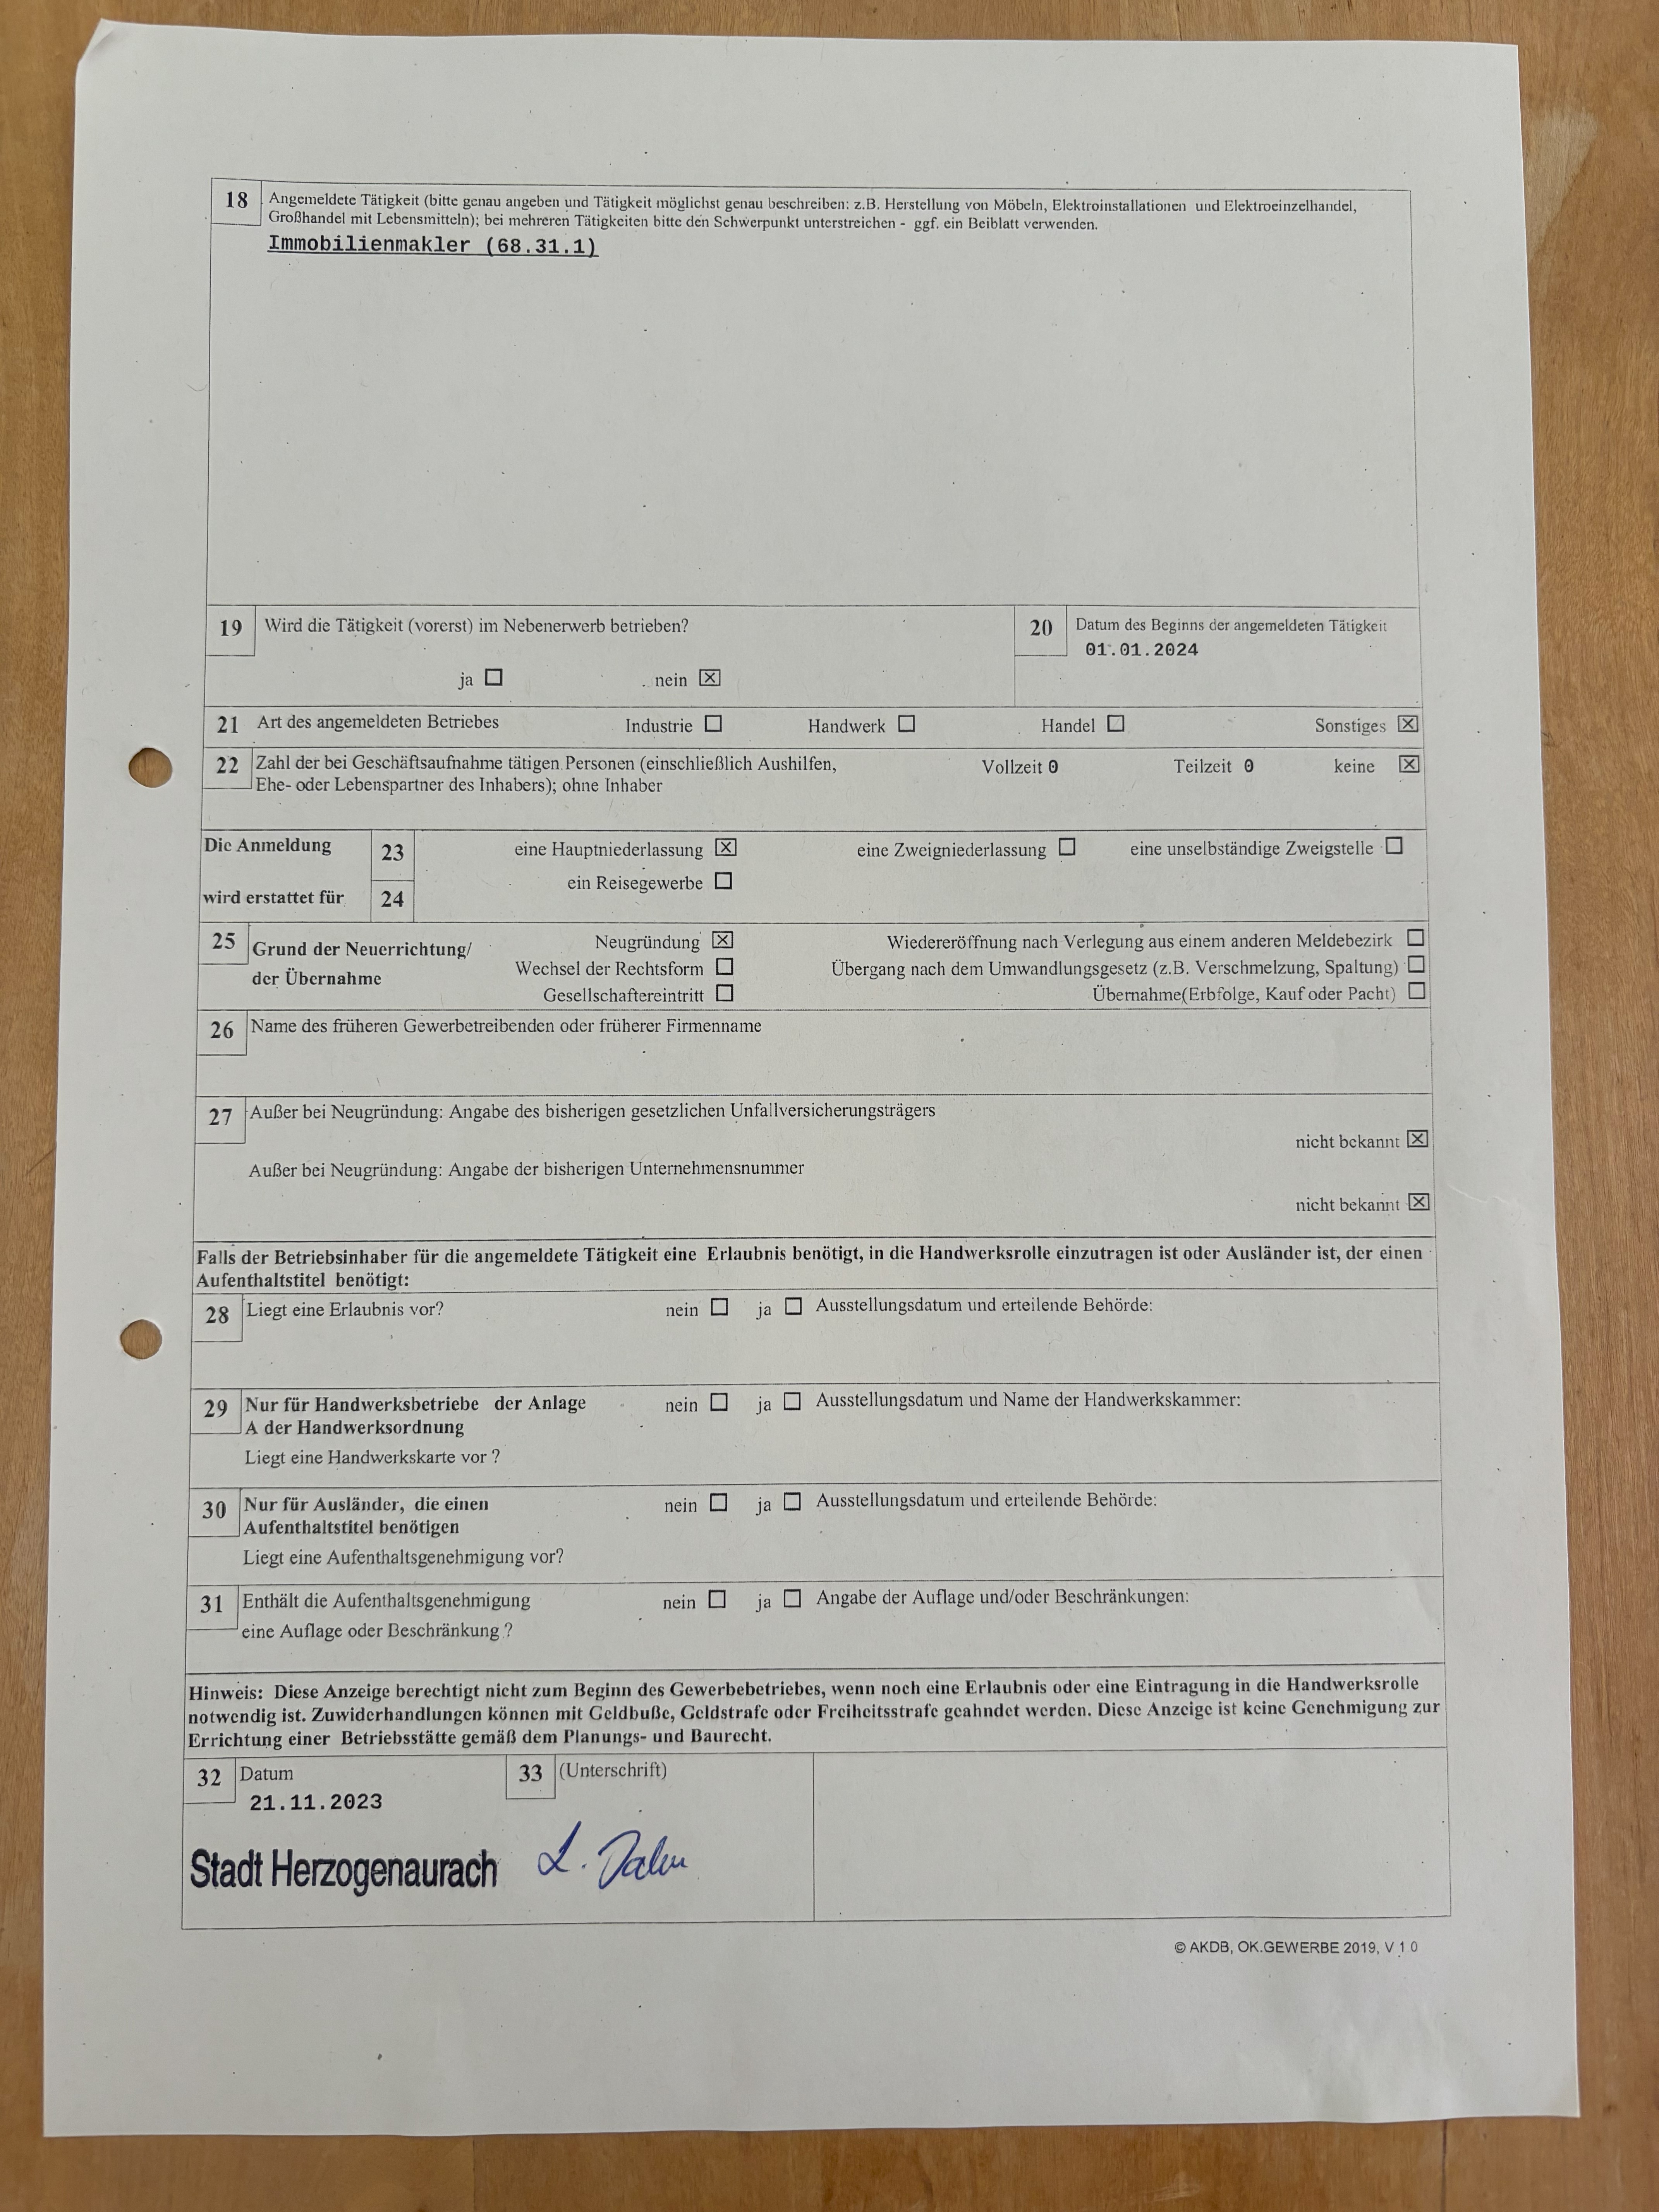 18 Angemeldete Tätigkeit (bitte genau angeben und Tätigkeit möglichst genau beschreiben: z.B. Herstellung von Möbeln, Elektroinstallationen und Elektroeinzelhandel,
Großhandel mit Lebensmitteln); bei mehreren Tätigkeiten bitte den Schwerpunkt unterstreichen - ggf. ein Beiblatt verwenden.
Immobilienmakler (68.31.1)
19 Wird die Tätigkeit (vorerst) im Nebenerwerb betrieben?
ja ☐ nein ☒
20 Datum des Beginns der angemeldeten Tätigkeit
01.01.2024
21 Art des angemeldeten Betriebes Industrie ☐ Handwerk ☐ Handel ☐ Sonstiges ☒
22 Zahl der bei Geschäftsaufnahme tätigen Personen (einschließlich Aushilfen, Vollzeit 0 Teilzeit 0 keine ☒
Ehe- oder Lebenspartner des Inhabers); ohne Inhaber
Die Anmeldung 23 eine Hauptniederlassung ☒ eine Zweigniederlassung ☐ eine unselbständige Zweigstelle ☐
ein Reisegewerbe ☐
wird erstattet für 24
25 Grund der Neuerrichtung/ Neugründung ☒ Wiedereröffnung nach Verlegung aus einem anderen Meldebezirk ☐
der Übernahme Wechsel der Rechtsform ☐ Übergang nach dem Umwandlungsgesetz (z.B. Verschmelzung, Spaltung) ☐
Gesellschaftereintritt ☐ Übernahme(Erbfolge, Kauf oder Pacht) ☐
26 Name des früheren Gewerbetreibenden oder früherer Firmenname
27 Außer bei Neugründung: Angabe des bisherigen gesetzlichen Unfallversicherungsträgers
nicht bekannt ☒
Außer bei Neugründung: Angabe der bisherigen Unternehmensnummer
nicht bekannt ☒
Falls der Betriebsinhaber für die angemeldete Tätigkeit eine Erlaubnis benötigt, in die Handwerksrolle einzutragen ist oder Ausländer ist, der einen
Aufenthaltstitel benötigt:
28 Liegt eine Erlaubnis vor? nein ☐ ja ☐ Ausstellungsdatum und erteilende Behörde:
29 Nur für Handwerksbetriebe der Anlage nein ☐ ja ☐ Ausstellungsdatum und Name der Handwerkskammer:
A der Handwerksordnung
Liegt eine Handwerkskarte vor ?
30 Nur für Ausländer, die einen nein ☐ ja ☐ Ausstellungsdatum und erteilende Behörde:
Aufenthaltstitel benötigen
Liegt eine Aufenthaltsgenehmigung vor?
31 Enthält die Aufenthaltsgenehmigung nein ☐ ja ☐ Angabe der Auflage und/oder Beschränkungen:
eine Auflage oder Beschränkung ?
Hinweis: Diese Anzeige berechtigt nicht zum Beginn des Gewerbebetriebes, wenn noch eine Erlaubnis oder eine Eintragung in die Handwerksrolle
notwendig ist. Zuwiderhandlungen können mit Geldbuße, Geldstrafe oder Freiheitsstrafe geahndet werden. Diese Anzeige ist keine Genehmigung zur
Errichtung einer Betriebsstätte gemäß dem Planungs- und Baurecht.
32 Datum 33 (Unterschrift)
21.11.2023
Stadt Herzogenaurach
© AKDB, OK.GEWERBE 2019, V 1 0